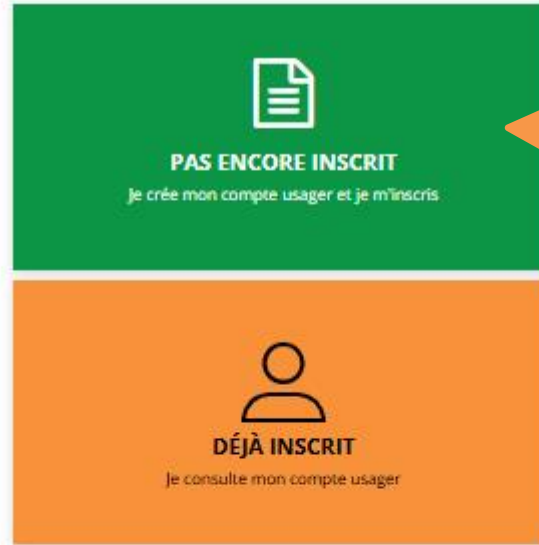 PAS ENCORE INSCRIT
Je crée mon compte usager et je m'inscris
DÉJÀ INSCRIT
Je consulte mon compte usager